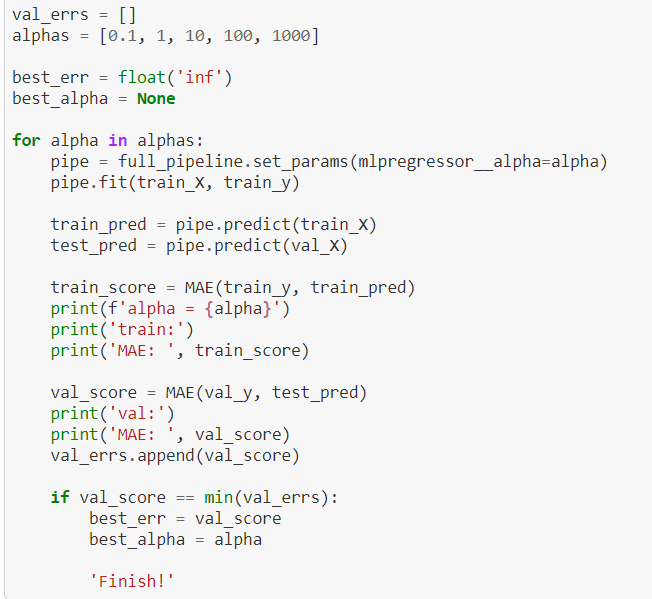 val_errs = []
alphas = [0.1, 1, 10, 100, 1000]
best_err = float('inf')
best_alpha = None
for alpha in alphas:
    pipe = full_pipeline.set_params(mlpregressor__alpha=alpha)
    pipe.fit(train_X, train_y)
    train_pred = pipe.predict(train_X)
    test_pred = pipe.predict(val_X)
    train_score = MAE(train_y, train_pred)
    print(f'alpha = {alpha}')
    print('train:')
    print('MAE: ', train_score)
    val_score = MAE(val_y, test_pred)
    print('val:')
    print('MAE: ', val_score)
    val_errs.append(val_score)
    if val_score == min(val_errs):
        best_err = val_score
        best_alpha = alpha
        'Finish!'